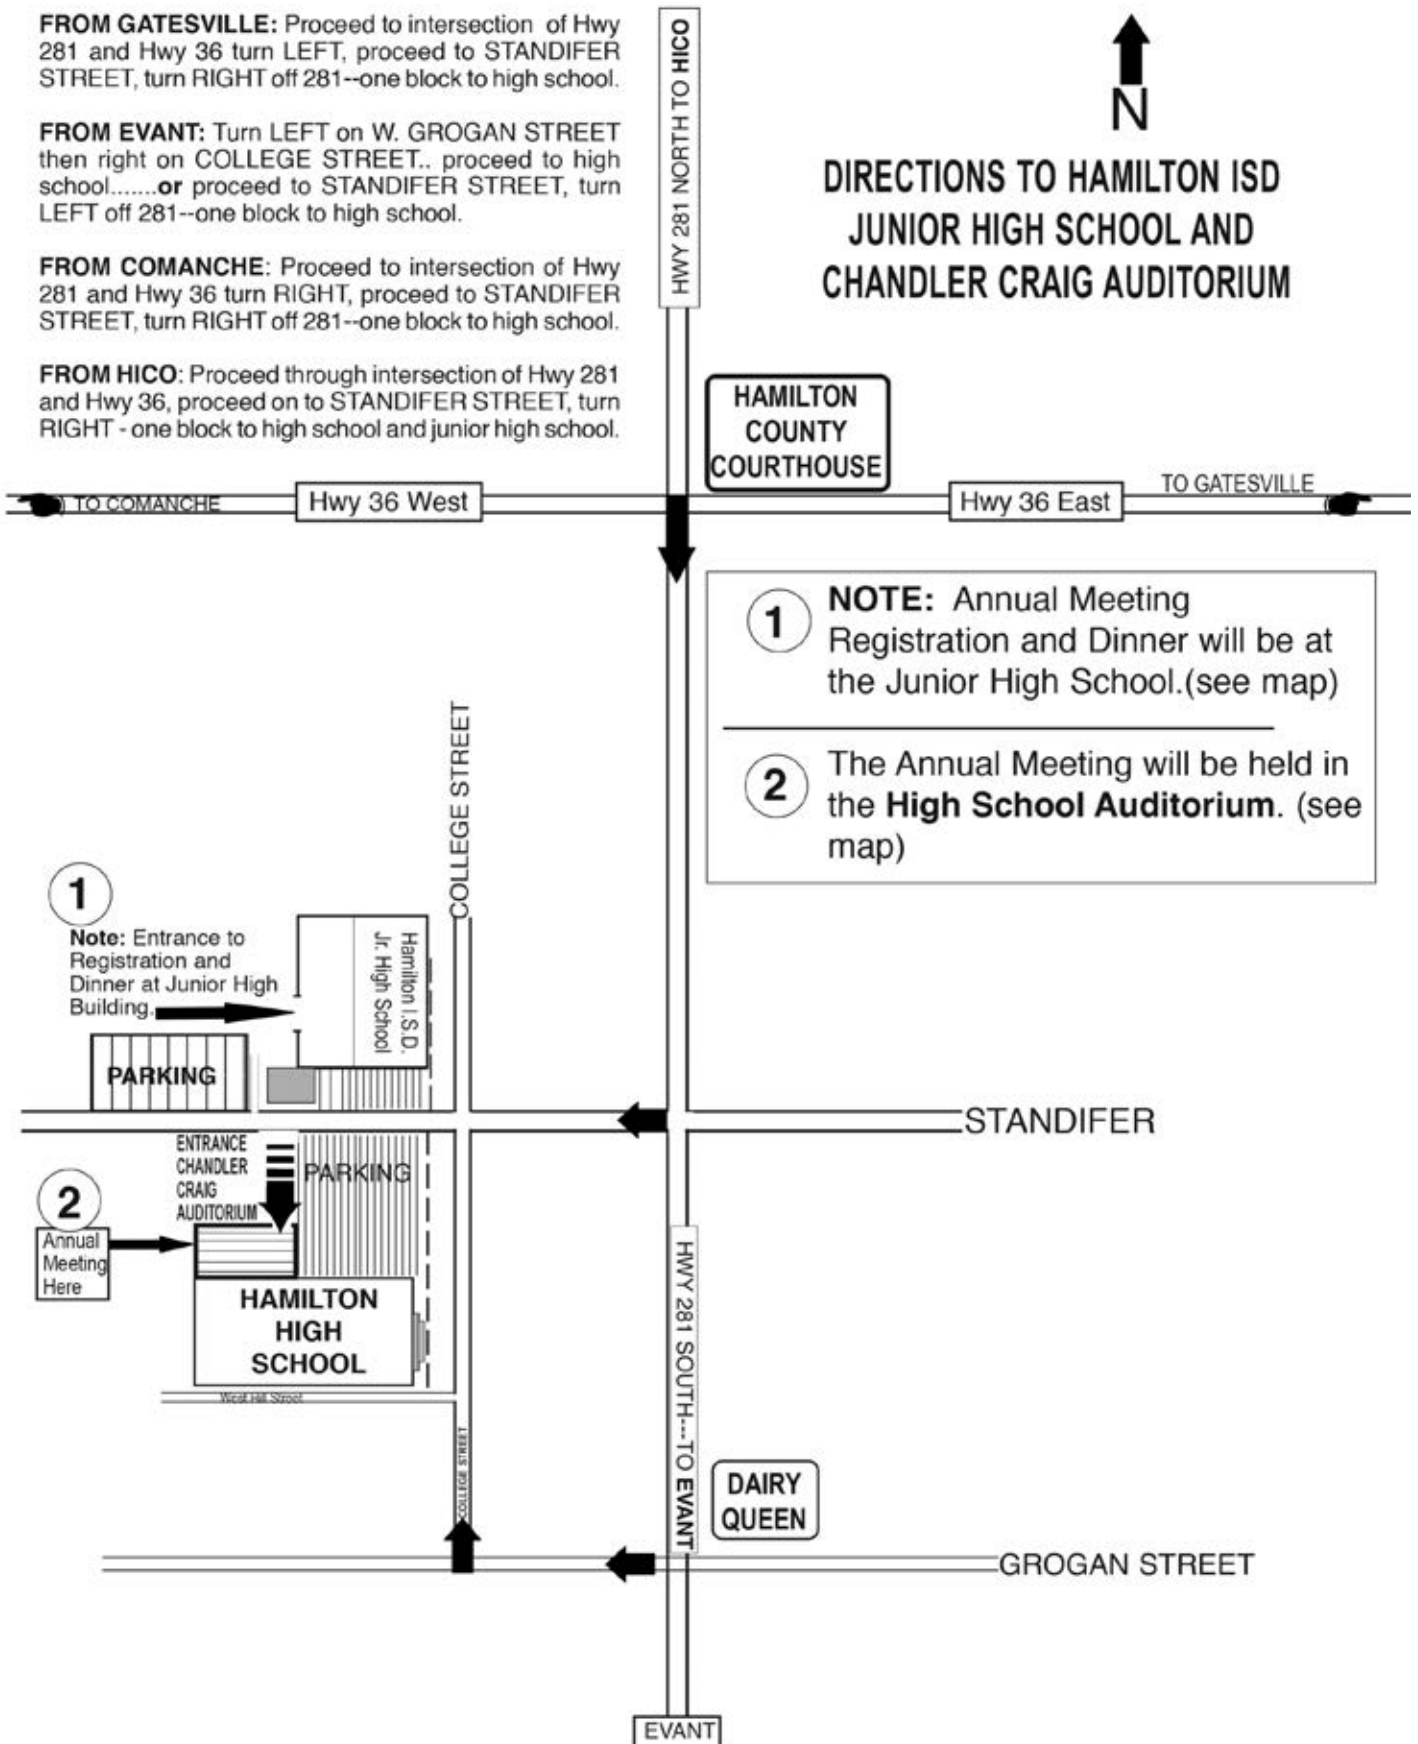 FROM GATESVILLE: Proceed to intersection of Hwy
281 and Hwy 36 turn LEFT, proceed to STANDIFER
STREET, turn RIGHT off 281--one block to high school.
FROM EVANT: Turn LEFT on W. GROGAN STREET
then right on COLLEGE STREET.. proceed to high
school.......or proceed to STANDIFER STREET, turn
LEFT off 281--one block to high school.
FROM COMANCHE: Proceed to intersection of Hwy
281 and Hwy 36 turn RIGHT, proceed to STANDIFER
STREET, turn RIGHT off 281--one block to high school.
FROM HICO: Proceed through intersection of Hwy 281
and Hwy 36, proceed on to STANDIFER STREET, turn
RIGHT - one block to high school and junior high school.
HWY 281 NORTH TO HICO
N
DIRECTIONS TO HAMILTON ISD
JUNIOR HIGH SCHOOL AND
CHANDLER CRAIG AUDITORIUM
HAMILTON
COUNTY
COURTHOUSE
TO COMANCHE
Hwy 36 West
Hwy 36 East
TO GATESVILLE
1
NOTE: Annual Meeting
Registration and Dinner will be at
the Junior High School.(see map)
2
The Annual Meeting will be held in
the High School Auditorium. (see
map)
COLLEGE STREET
1
Note: Entrance to
Registration and
Dinner at Junior High
Building.
Hamilton I.S.D.
Jr. High School
PARKING
STANDIFER
ENTRANCE
CHANDLER
CRAIG
AUDITORIUM
PARKING
2
Annual
Meeting
Here
HAMILTON
HIGH
SCHOOL
West Hill Street
COLLEGE STREET
HWY 281 SOUTH---TO EVANT
DAIRY
QUEEN
GROGAN STREET
EVANT